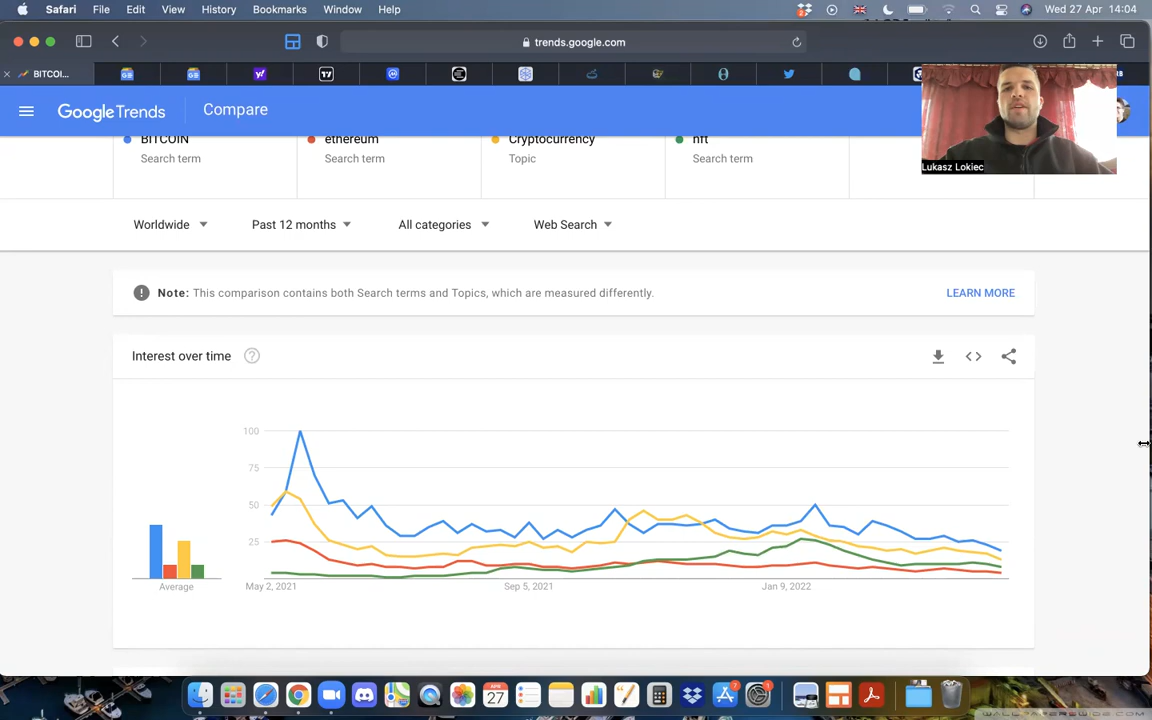 Safari File Edit View History Bookmarks Window Help Wed 27 Apr 14:04
trends.google.com
BITCOI...
Google Trends Compare
Lukasz Lokiec
BITCOIN ethereum Cryptocurrency nft
Search term Search term Topic Search term
Worldwide Past 12 months All categories Web Search
Note: This comparison contains both Search terms and Topics, which are measured differently. LEARN MORE
Interest over time
100
75
50
25
Average May 2, 2021 Sep 5, 2021 Jan 9, 2022
APR
27